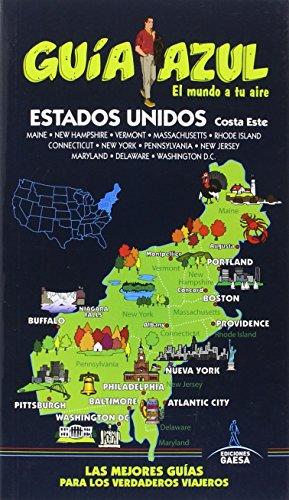 GUÍA AZUL
El mundo a tu aire
ESTADOS UNIDOS Costa Este
MAINE • NEW HAMPSHIRE • VERMONT • MASSACHUSETTS • RHODE ISLAND
CONNECTICUT • NEW YORK • PENNSYLVANIA • NEW JERSEY
MARYLAND • DELAWARE • WASHINGTON D.C.
Maine
Montpellier
Augusta
Vermont
PORTLAND
New
Hampshire
Concord
BOSTON
NIAGARA
FALLS
New York
Massachusetts
BUFFALO
Albany
PROVIDENCE
Rhode Island
Pennsylvania
NUEVA YORK
PHILADELPHIA
New Jersey
PITTSBURGH
BALTIMORE
ATLANTIC CITY
WASHINGTON DC
Delaware
Maryland
EDICIONES
GAESA
LAS MEJORES GUÍAS
PARA LOS VERDADEROS VIAJEROS